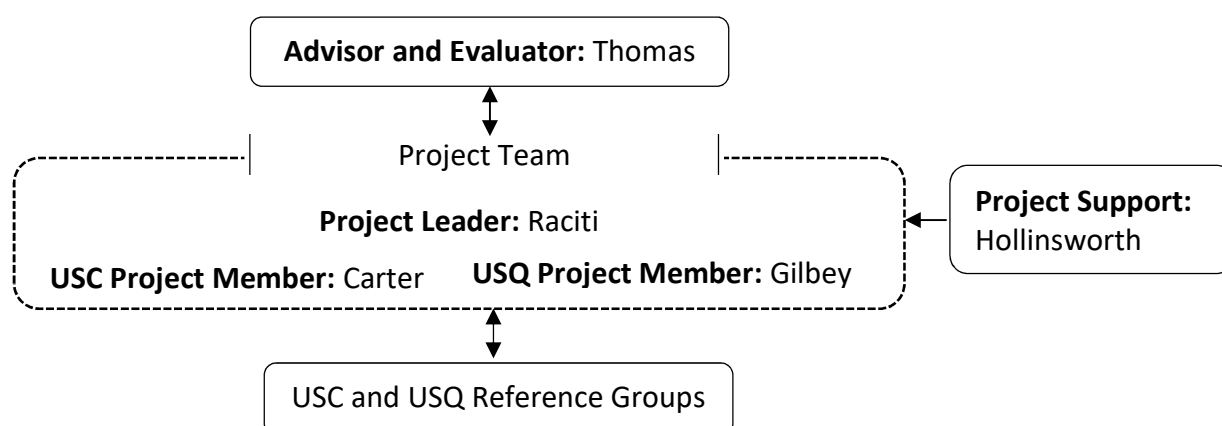 Advisor and Evaluator: Thomas
Project Team
Project Leader: Raciti
USC Project Member: Carter
USQ Project Member: Gilbey
Project Support:
Hollinsworth
USC and USQ Reference Groups